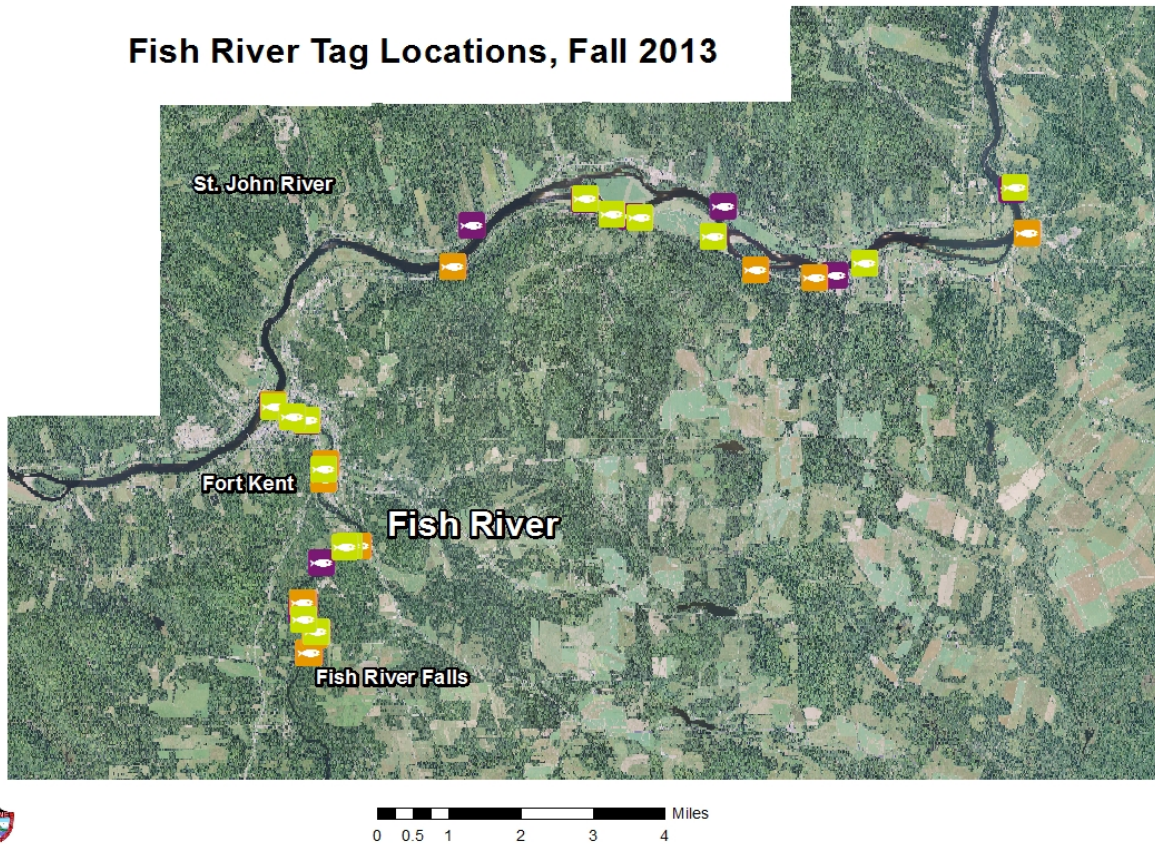 Fish River Tag Locations, Fall 2013
St. John River
Fort Kent
Fish River
Fish River Falls
Miles
0 0.5 1 2 3 4